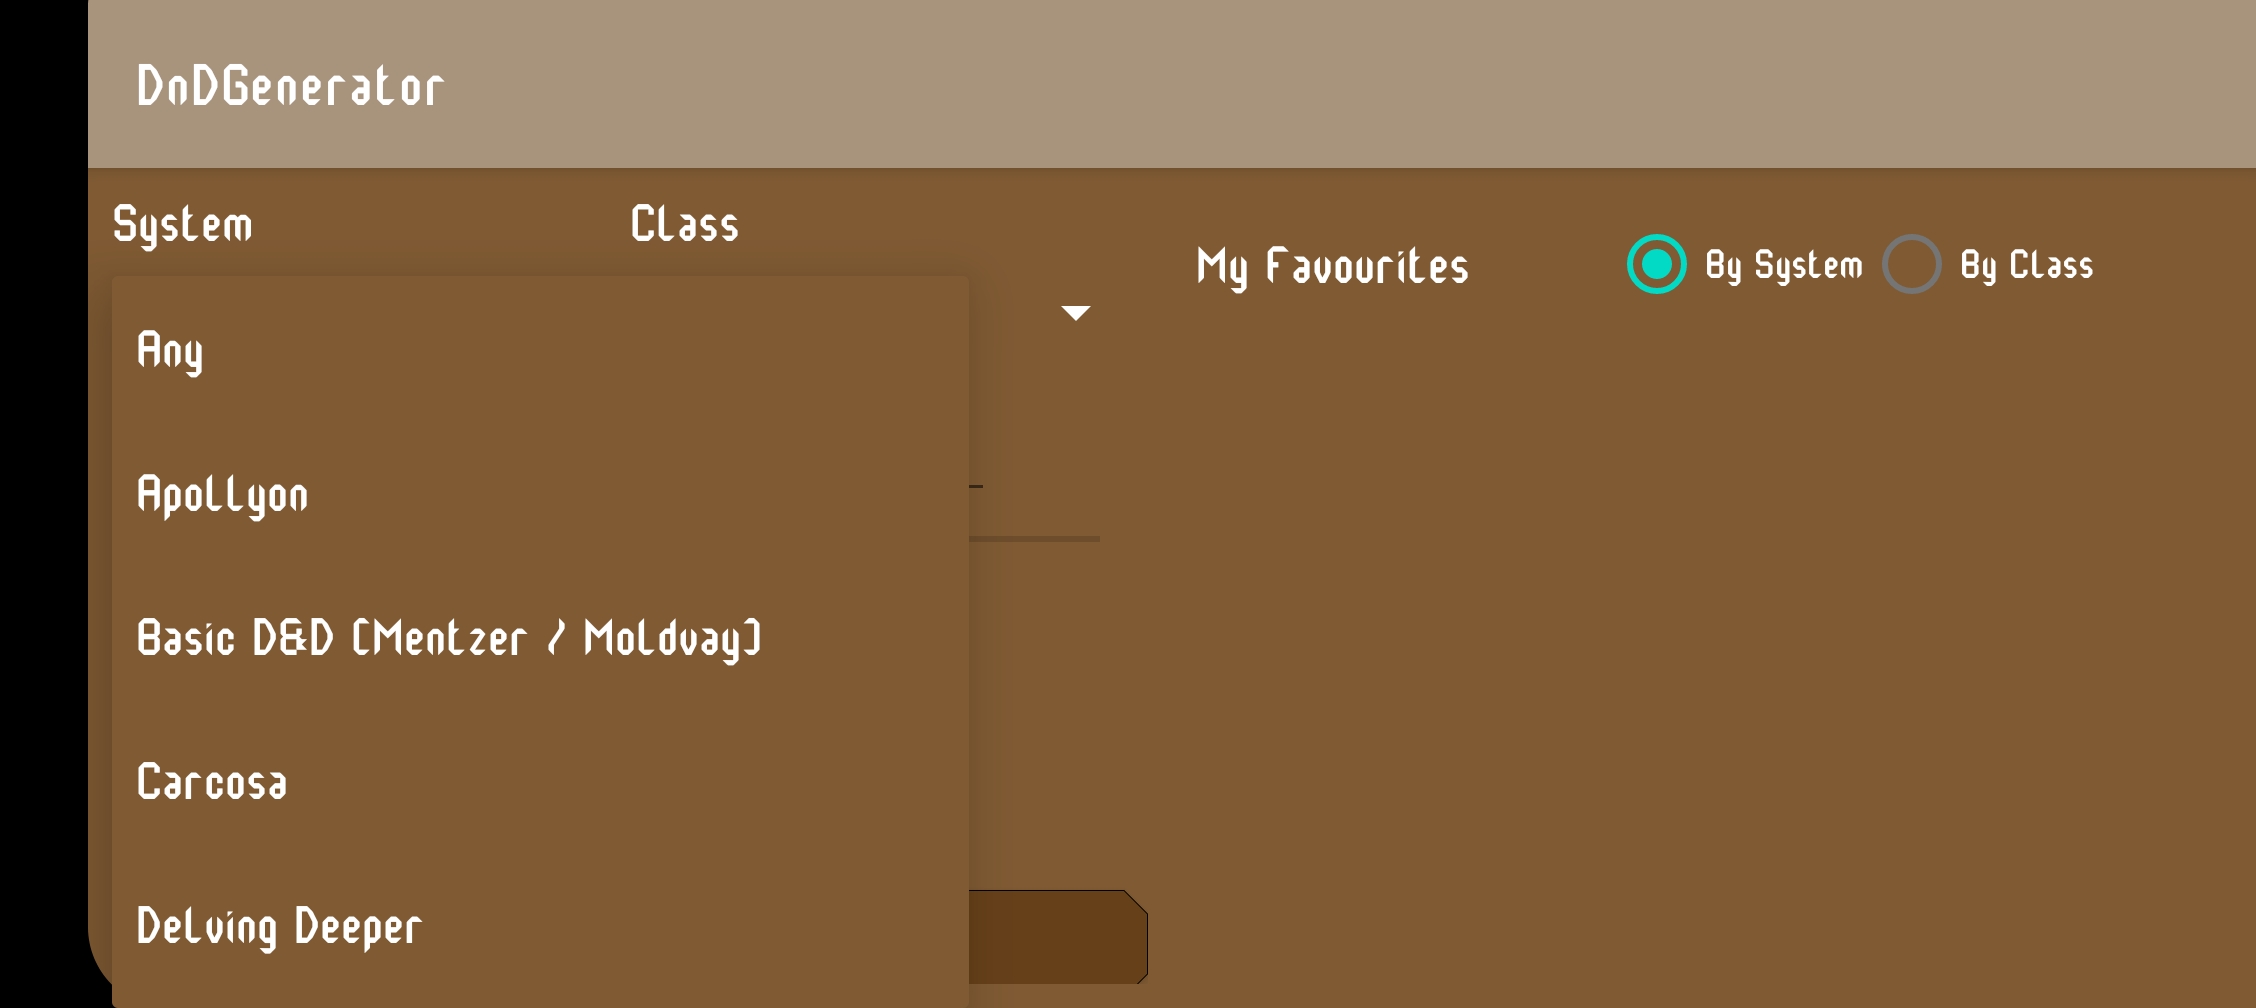 DnDGenerator
System
Class
My Favourites
By System
By Class
Any
Apollyon
Basic D&D (Mentzer / Moldvay)
Carcosa
Delving Deeper